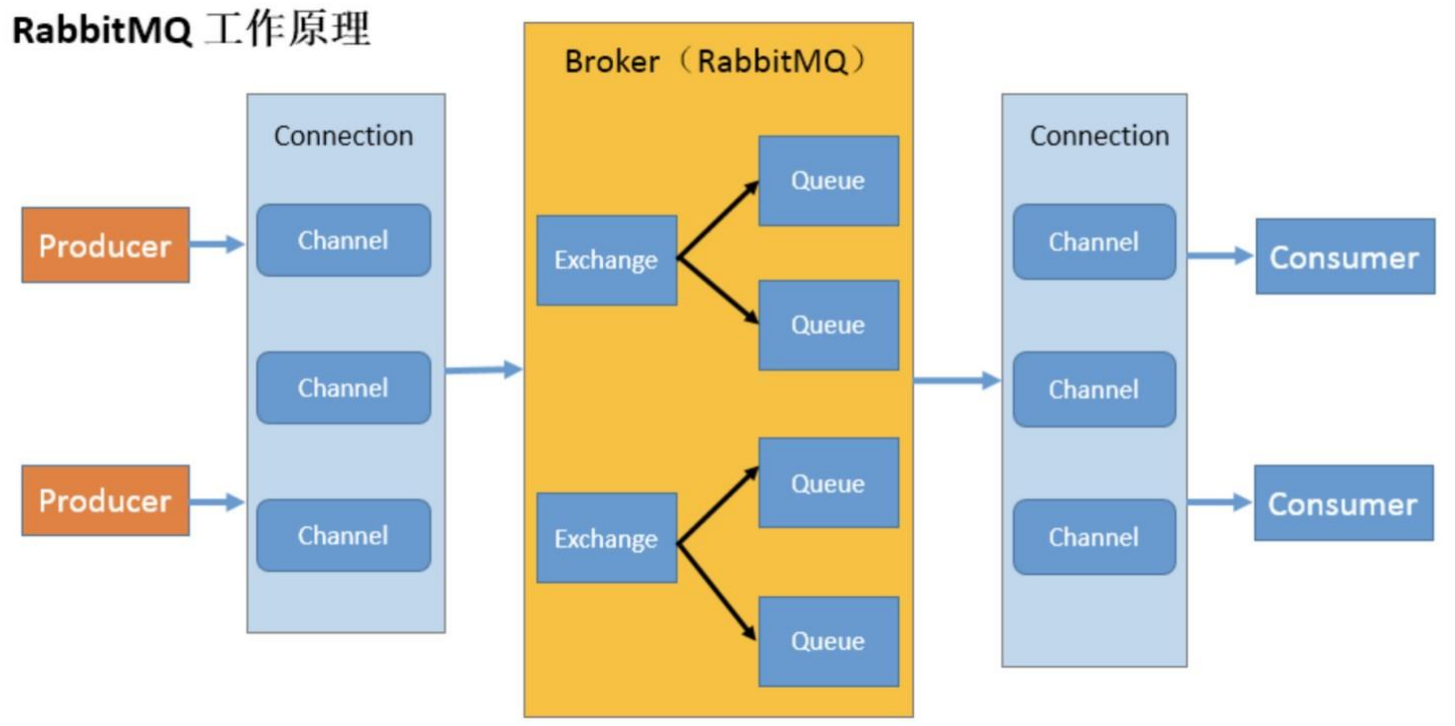 RabbitMQ 工作原理
Broker（RabbitMQ）
Connection
Connection
Queue
Channel
Channel
Producer
Exchange
Consumer
Queue
Channel
Channel
Queue
Producer
Consumer
Channel
Exchange
Channel
Queue